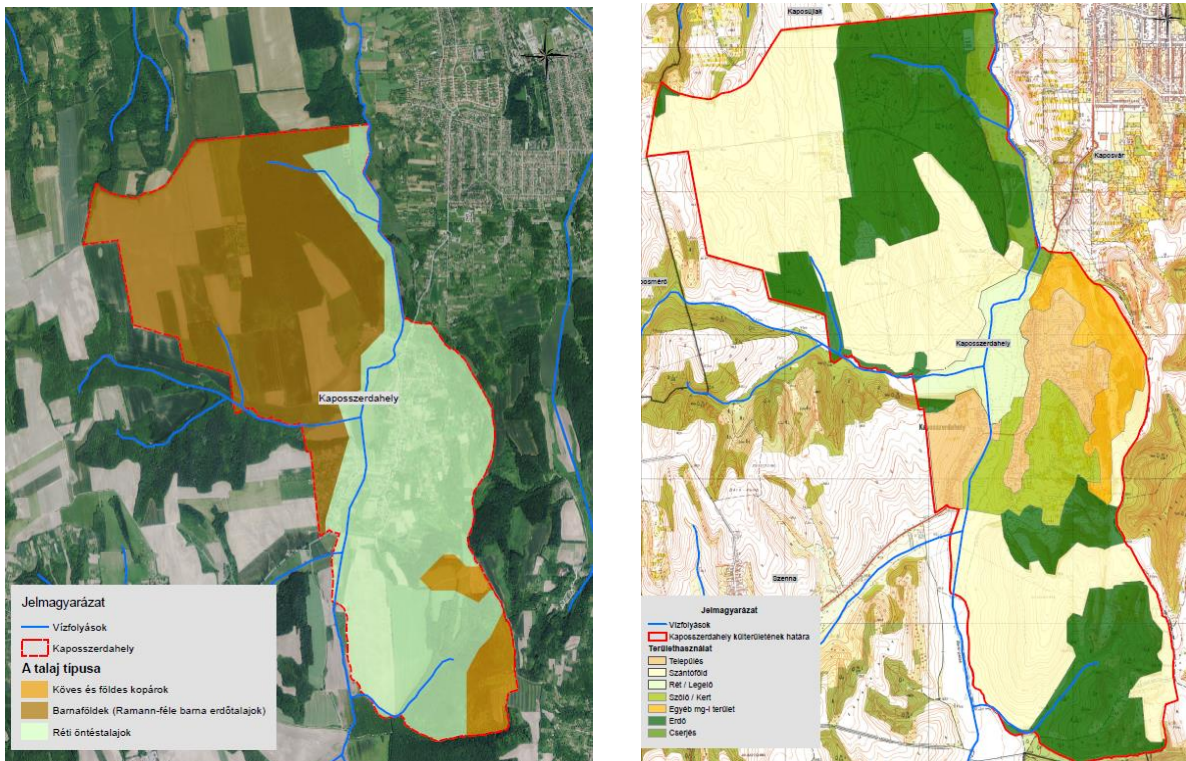 Kaposszerdahely
Jelmagyarázat
Vízfolyások
Kaposszerdahely
A talaj típusa
Köves és földes kopárok
Barnaföldek (Ramann-féle barna erdőtalajok)
Réti öntéstalajok
Kaposújlak
Kaposvár
posmérő
Kaposszerdahely
Kaposszerdahely
Szenna
Jelmagyarázat
Vízfolyások
Kaposszerdahely külterületének határa
Területhasználat
Település
Szántóföld
Rét / Legelő
Szőlő / Kert
Egyéb mg-i terület
Erdő
Cserjés